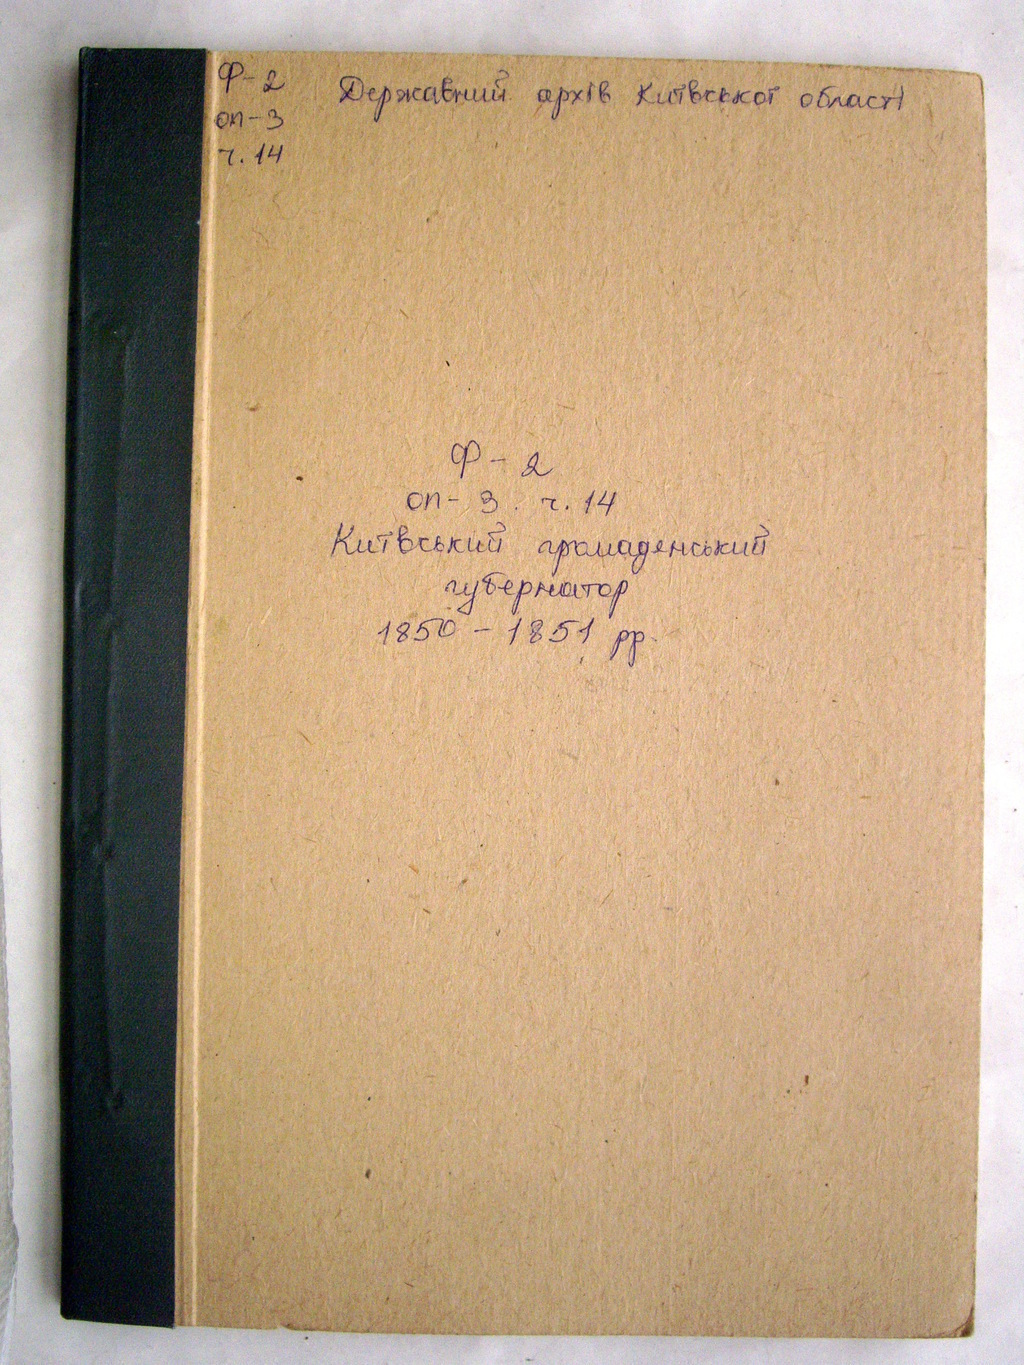 Ф-2
оп-3
ч. 14
Державний архів Київської області
Ф-2
оп-3. ч. 14
Київський громадянський
губернатор
1850-1851 рр.